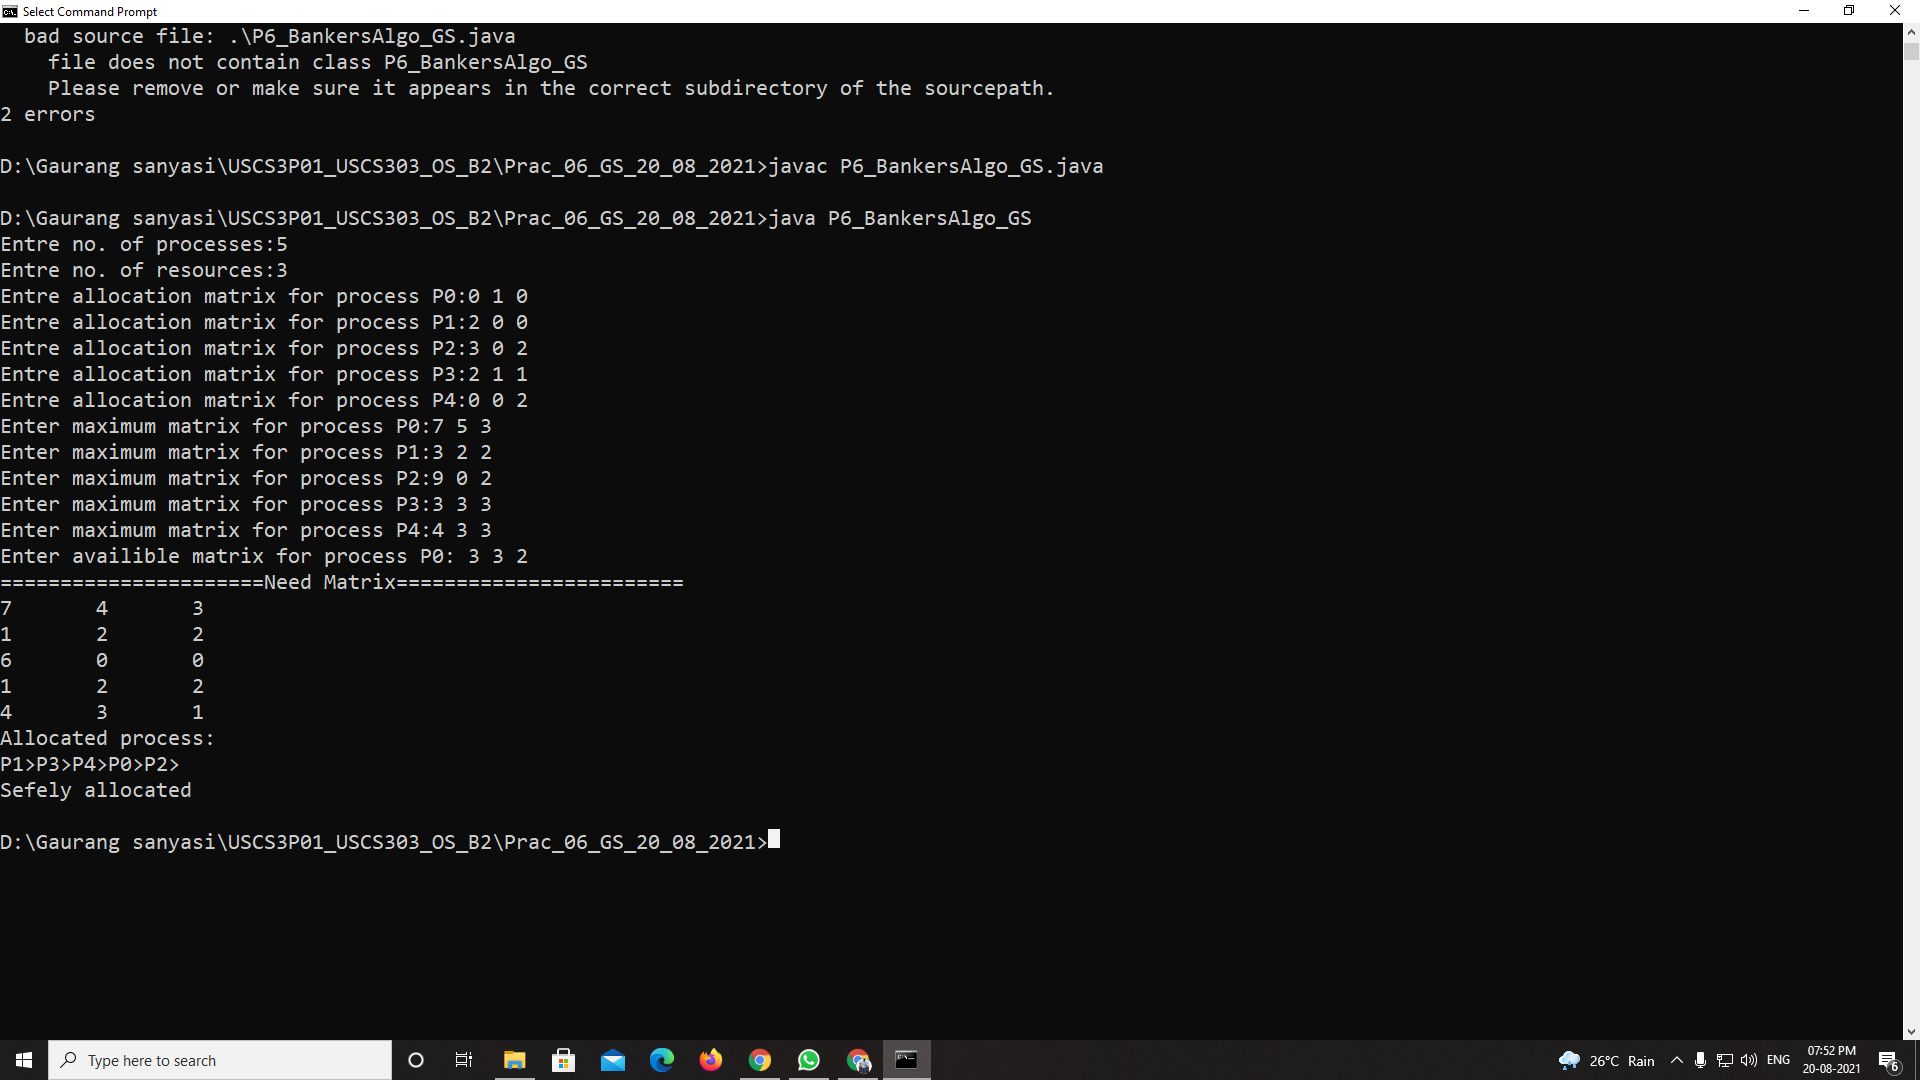 Select Command Prompt
bad source file: .\P6_BankersAlgo_GS.java
file does not contain class P6_BankersAlgo_GS
Please remove or make sure it appears in the correct subdirectory of the sourcepath.
2 errors
D:\Gaurang sanyasi\USCS3P01_USCS303_OS_B2\Prac_06_GS_20_08_2021>javac P6_BankersAlgo_GS.java
D:\Gaurang sanyasi\USCS3P01_USCS303_OS_B2\Prac_06_GS_20_08_2021>java P6_BankersAlgo_GS
Entre no. of processes:5
Entre no. of resources:3
Entre allocation matrix for process P0:0 1 0
Entre allocation matrix for process P1:2 0 0
Entre allocation matrix for process P2:3 0 2
Entre allocation matrix for process P3:2 1 1
Entre allocation matrix for process P4:0 0 2
Enter maximum matrix for process P0:7 5 3
Enter maximum matrix for process P1:3 2 2
Enter maximum matrix for process P2:9 0 2
Enter maximum matrix for process P3:3 3 3
Enter maximum matrix for process P4:4 3 3
Enter availible matrix for process P0: 3 3 2
======================Need Matrix========================
7 4 3
1 2 2
6 0 0
1 2 2
4 3 1
Allocated process:
P1>P3>P4>P0>P2>
Sefely allocated
D:\Gaurang sanyasi\USCS3P01_USCS303_OS_B2\Prac_06_GS_20_08_2021>
Type here to search
26°C Rain
ENG
07:52 PM
20-08-2021
6